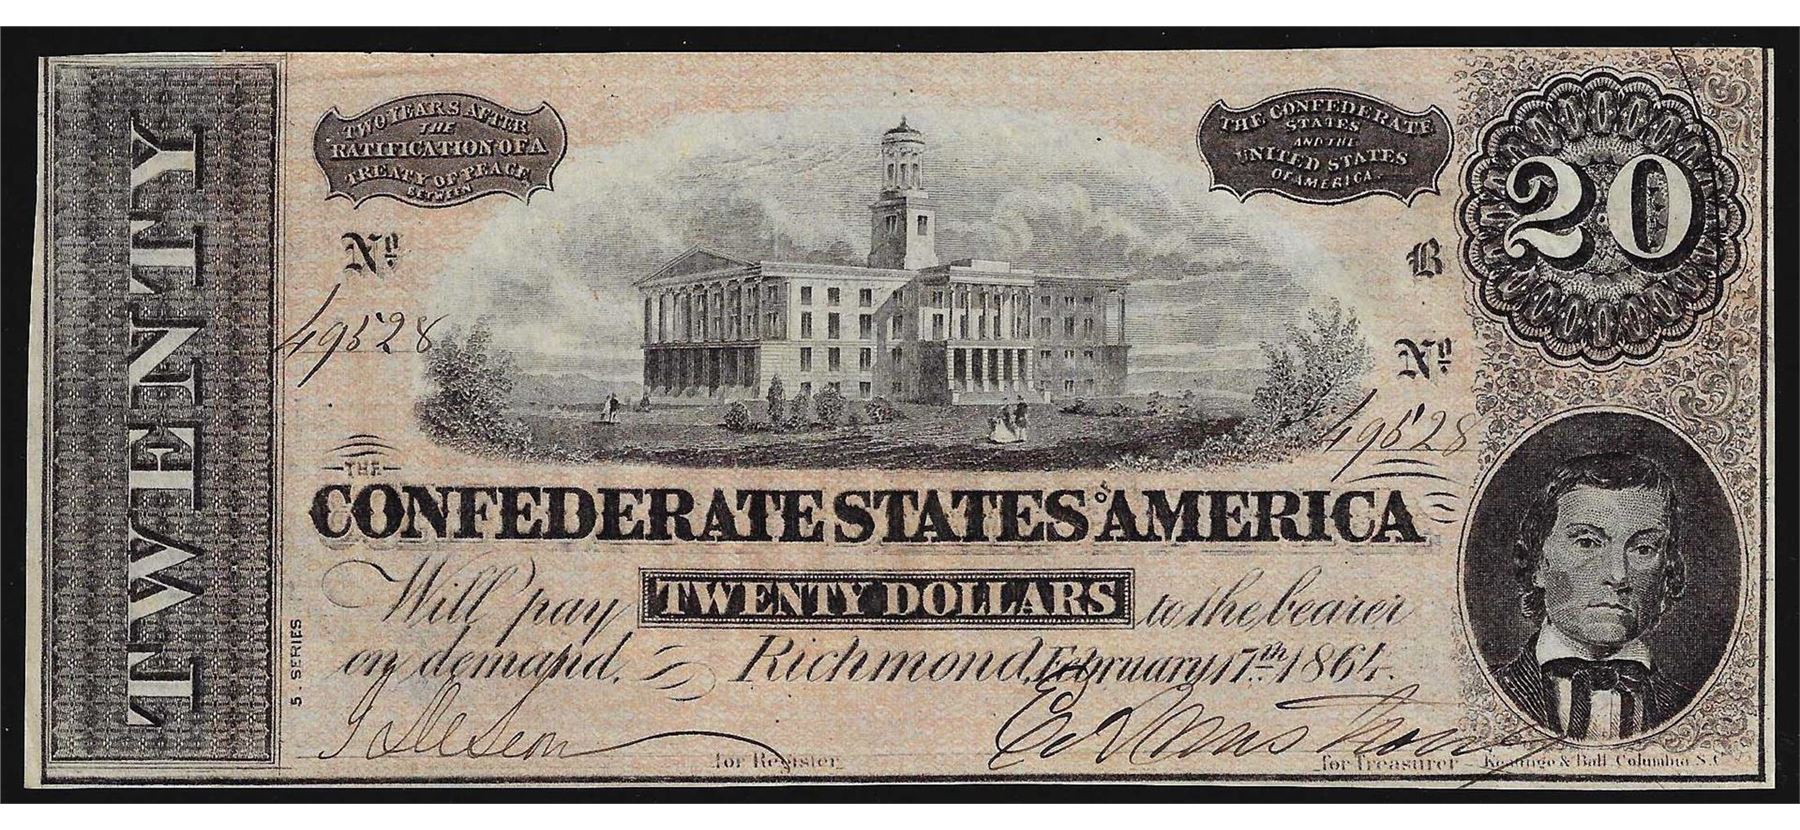 TWENTY
TWO YEARS AFTER
THE
RATIFICATION OF A
TREATY OF PEACE
BETWEEN
THE CONFEDERATE
STATES
AND THE
UNITED STATES
OF AMERICA.
20
No
B
49528
No
49528
THE
CONFEDERATE STATES OF AMERICA
Will pay TWENTY DOLLARS to the bearer
on demand. Richmond, February 17th 1864.
5. SERIES
for Register
for Treasurer
Keatinge & Ball Columbia S.C